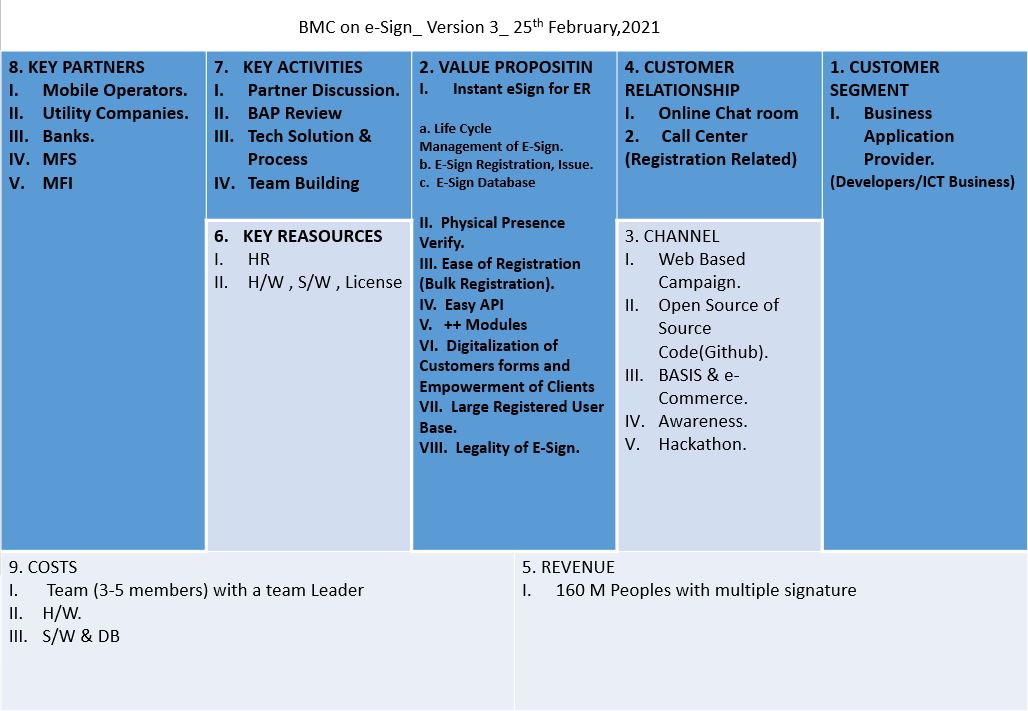 BMC on e-Sign_ Version 3_ 25th February,2021
8. KEY PARTNERS
I. Mobile Operators.
II. Utility Companies.
III. Banks.
IV. MFS
V. MFI
7. KEY ACTIVITIES
I. Partner Discussion.
II. BAP Review
III. Tech Solution &
Process
IV. Team Building
6. KEY REASOURCES
I. HR
II. H/W , S/W , License
2. VALUE PROPOSITIN
I. Instant eSign for ER
a. Life Cycle
Management of E-Sign.
b. E-Sign Registration, Issue.
c. E-Sign Database
II. Physical Presence
Verify.
III. Ease of Registration
(Bulk Registration).
IV. Easy API
V. ++ Modules
VI. Digitalization of
Customers forms and
Empowerment of Clients
VII. Large Registered User
Base.
VIII. Legality of E-Sign.
4. CUSTOMER
RELATIONSHIP
I. Online Chat room
2. Call Center
(Registration Related)
3. CHANNEL
I. Web Based
Campaign.
II. Open Source of
Source
Code(Github).
III. BASIS & e-
Commerce.
IV. Awareness.
V. Hackathon.
1. CUSTOMER
SEGMENT
I. Business
Application
Provider.
(Developers/ICT Business)
9. COSTS
I. Team (3-5 members) with a team Leader
II. H/W.
III. S/W & DB
5. REVENUE
I. 160 M Peoples with multiple signature